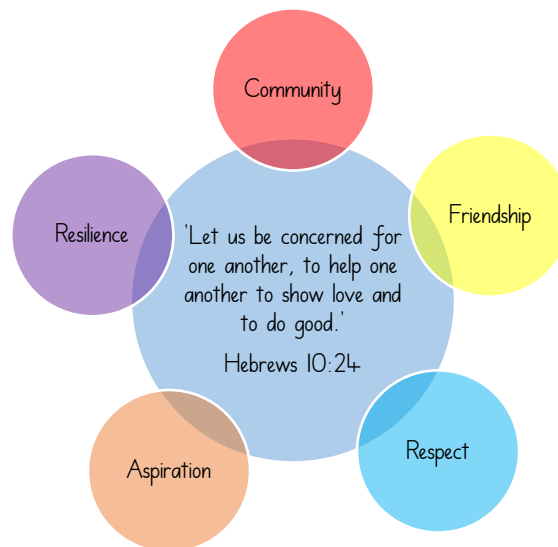 Community
Friendship
Resilience
'Let us be concerned for
one another, to help one
another to show love and
to do good.'
Hebrews 10:24
Respect
Aspiration